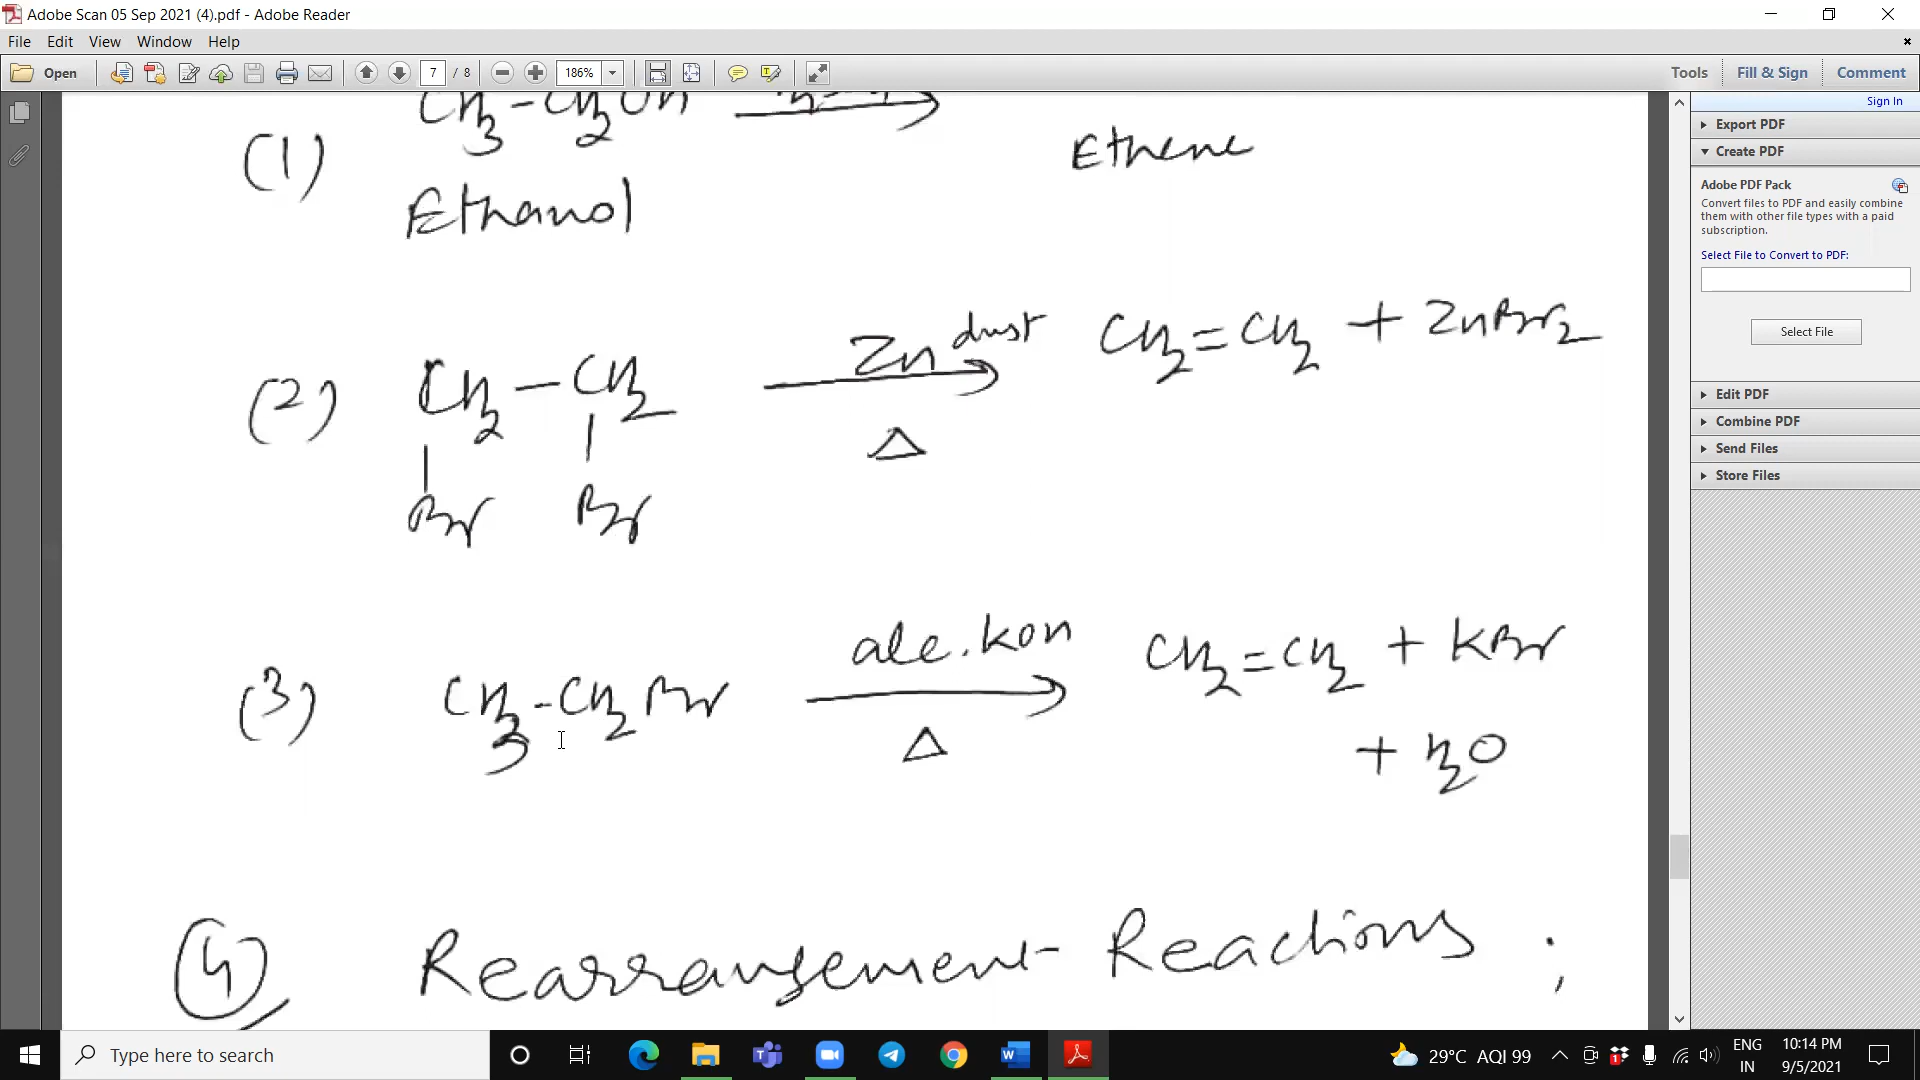 Adobe Scan 05 Sep 2021 (4).pdf - Adobe Reader
File Edit View Window Help
Open 7 / 8 186% Tools Fill & Sign Comment
Sign In
Export PDF
Create PDF
Adobe PDF Pack
Convert files to PDF and easily combine
them with other file types with a paid
subscription.
Select File to Convert to PDF:
Select File
Edit PDF
Combine PDF
Send Files
Store Files
(1) CH3-CH2OH
Ethene
Ethanol
(2) CH2-CH2 Zn dust CH2=CH2 + ZnBr2
Δ
Br Br
(3) CH3-CH2Br alc.KOH CH2=CH2 + KBr
Δ + H2O
(4) Rearrangement Reactions ;
Type here to search
29°C AQI 99
ENG
IN
10:14 PM
9/5/2021